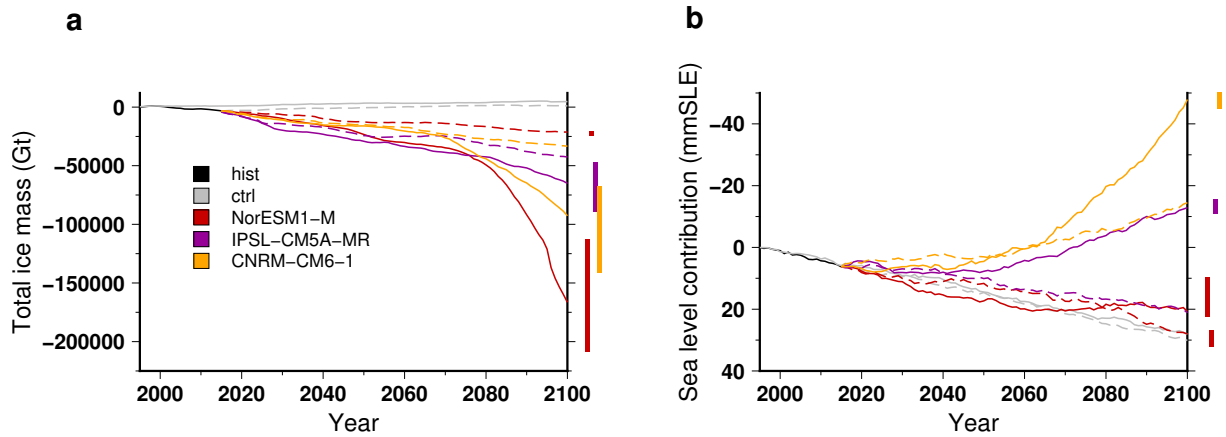 a
Total ice mass (Gt)
0
−50000
−100000
−150000
−200000
hist
ctrl
NorESM1−M
IPSL−CM5A−MR
CNRM−CM6−1
2000 2020 2040 2060 2080 2100
Year
b
Sea level contribution (mmSLE)
−40
−20
0
20
40
2000 2020 2040 2060 2080 2100
Year